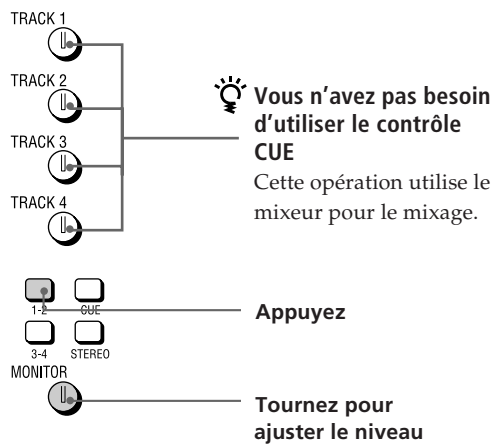 TRACK 1
TRACK 2
TRACK 3
TRACK 4
Vous n’avez pas besoin
d’utiliser le contrôle
CUE
Cette opération utilise le
mixeur pour le mixage.
1-2 CUE
Appuyez
3-4 STEREO
MONITOR
Tournez pour
ajuster le niveau